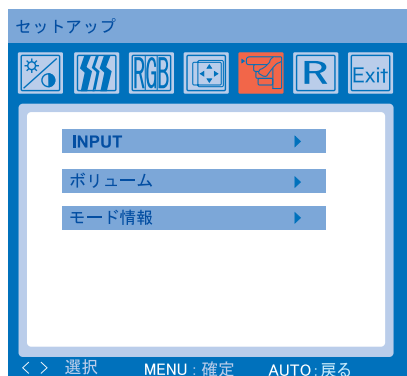 セットアップ
RGB R Exit
INPUT
ボリューム
モード情報
< > 選択 MENU : 確定 AUTO : 戻る